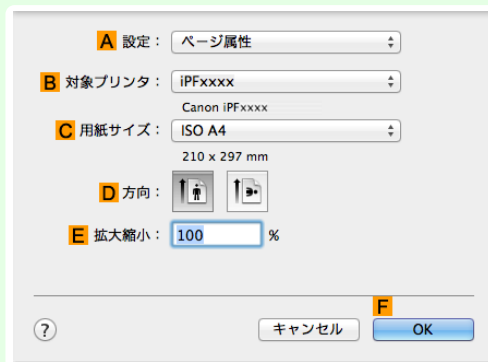 A 設定： ページ属性
B 対象プリンタ： iPFxxxx
Canon iPFxxxx
C 用紙サイズ： ISO A4
210 x 297 mm
D 方向：
E 拡大縮小： 100 %
F
? キャンセル OK